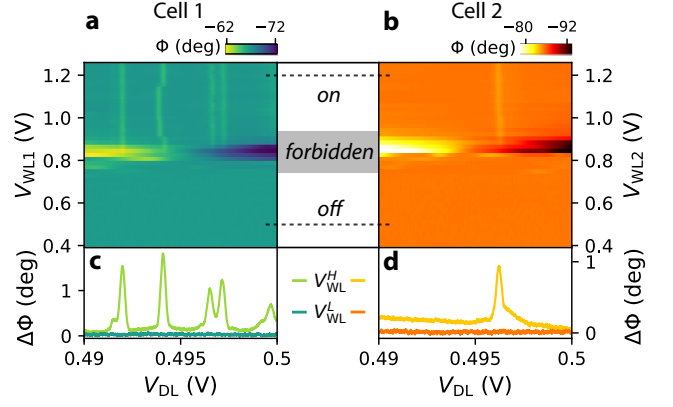 Cell 1
Cell 2
a
Φ (deg)
−62
−72
b
Φ (deg)
−80
−92
V_WL1 (V)
1.2
1.0
0.8
0.6
0.4
on
forbidden
off
1.2
1.0
0.8
0.6
0.4
V_WL2 (V)
c
ΔΦ (deg)
1
0
V^H_WL
V^L_WL
d
1
0
ΔΦ (deg)
0.49
0.495
0.5
0.49
0.495
0.5
V_DL (V)
V_DL (V)